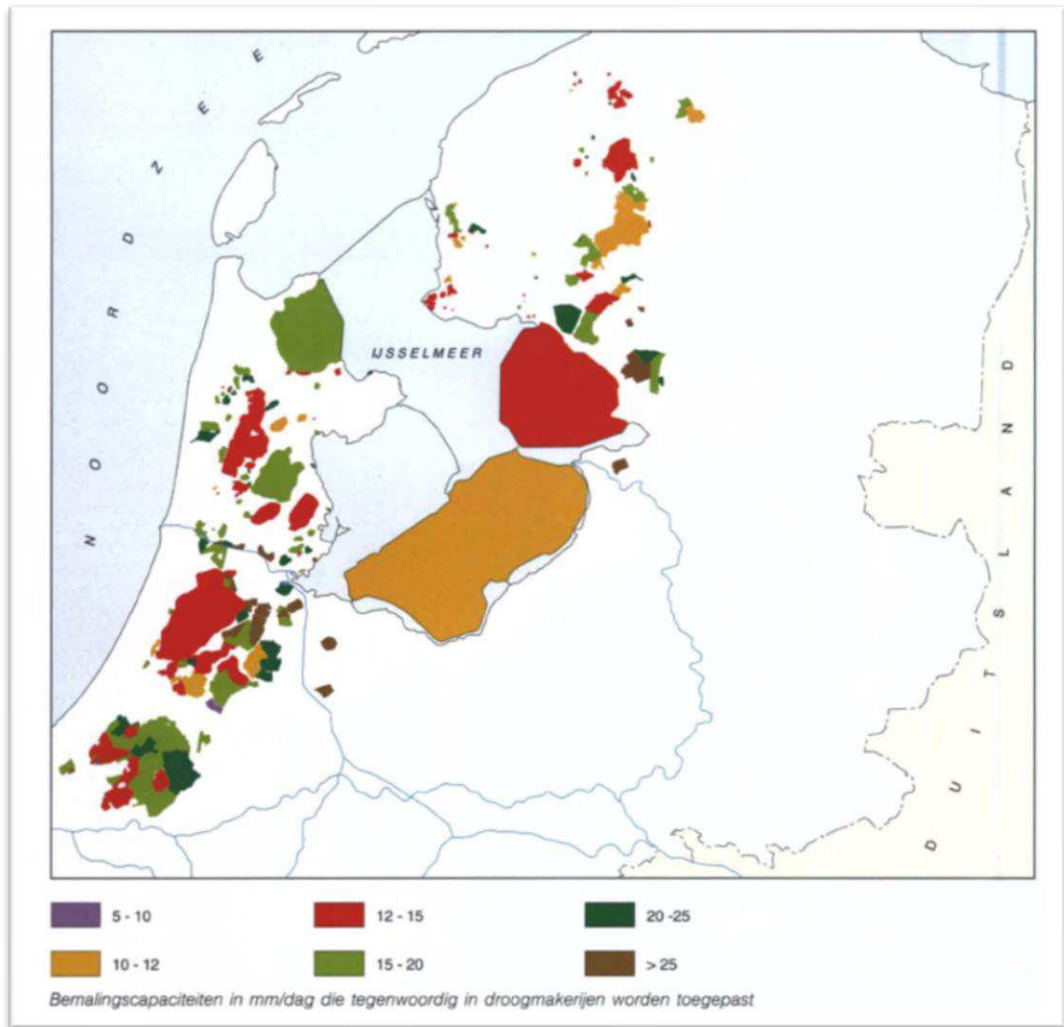 NOORDZEE
IJSSELMEER
DUITSLAND
5 - 10
12 - 15
20 -25
10 - 12
15 - 20
> 25
Bemalingscapaciteiten in mm/dag die tegenwoordig in droogmakerijen worden toegepast